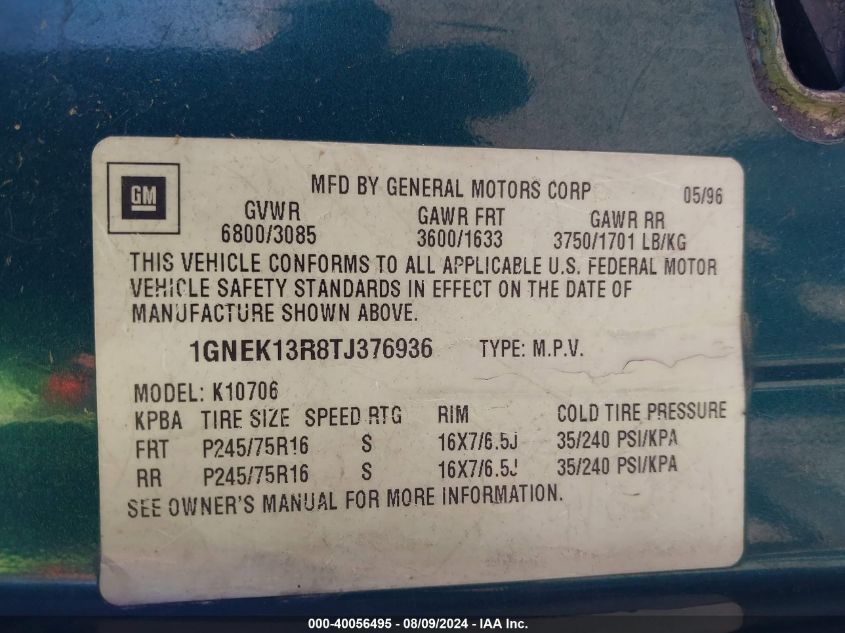 GM
MFD BY GENERAL MOTORS CORP 05/96
GVWR GAWR FRT GAWR RR
6800/3085 3600/1633 3750/1701 LB/KG
THIS VEHICLE CONFORMS TO ALL APPLICABLE U.S. FEDERAL MOTOR
VEHICLE SAFETY STANDARDS IN EFFECT ON THE DATE OF
MANUFACTURE SHOWN ABOVE.
1GNEK13R8TJ376936 TYPE: M.P.V.
MODEL: K10706
KPBA TIRE SIZE SPEED RTG RIM COLD TIRE PRESSURE
FRT P245/75R16 S 16X7/6.5J 35/240 PSI/KPA
RR P245/75R16 S 16X7/6.5J 35/240 PSI/KPA
SEE OWNER'S MANUAL FOR MORE INFORMATION.
000-40056495 - 08/09/2024 - IAA Inc.